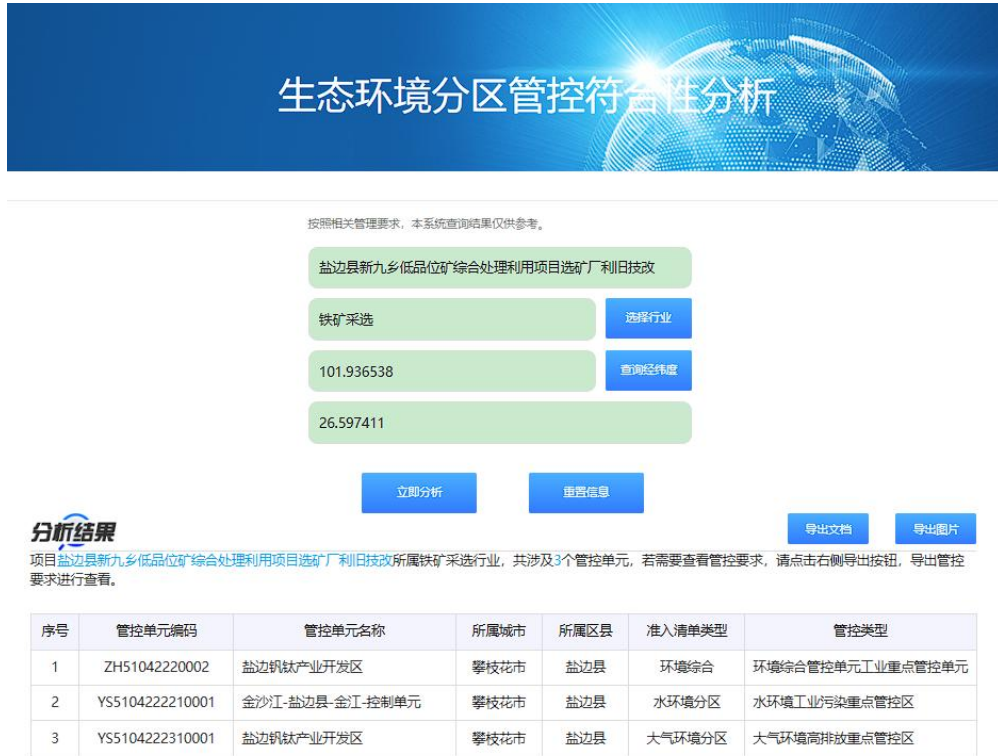 生态环境分区管控符合性分析
按照相关管理要求，本系统查询结果仅供参考。
盐边县新九乡低品位矿综合处理利用项目选矿厂利旧技改
铁矿采选 选择行业
101.936538 查询经纬度
26.597411
立即分析 重置信息
分析结果 导出文档 导出图片
项目盐边县新九乡低品位矿综合处理利用项目选矿厂利旧技改所属铁矿采选行业，共涉及3个管控单元，若需要查看管控要求，请点击右侧导出按钮，导出管控
要求进行查看。
序号 管控单元编码 管控单元名称 所属城市 所属区县 准入清单类型 管控类型
1 ZH51042220002 盐边钒钛产业开发区 攀枝花市 盐边县 环境综合 环境综合管控单元工业重点管控单元
2 YS5104222210001 金沙江-盐边县-金江-控制单元 攀枝花市 盐边县 水环境分区 水环境工业污染重点管控区
3 YS5104222310001 盐边钒钛产业开发区 攀枝花市 盐边县 大气环境分区 大气环境高排放重点管控区